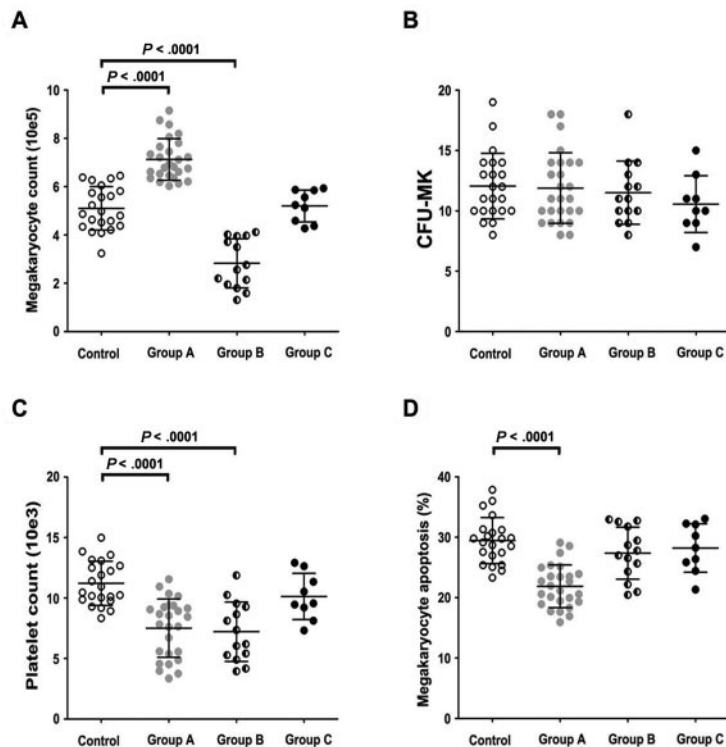 A
P < .0001
P < .0001
Megakaryocyte count (10e5)
10
8
6
4
2
0
Control
Group A
Group B
Group C
B
CFU-MK
20
15
10
5
0
Control
Group A
Group B
Group C
C
P < .0001
P < .0001
Platelet count (10e3)
20
15
10
5
0
Control
Group A
Group B
Group C
D
P < .0001
Megakaryocyte apoptosis (%)
40
30
20
10
0
Control
Group A
Group B
Group C